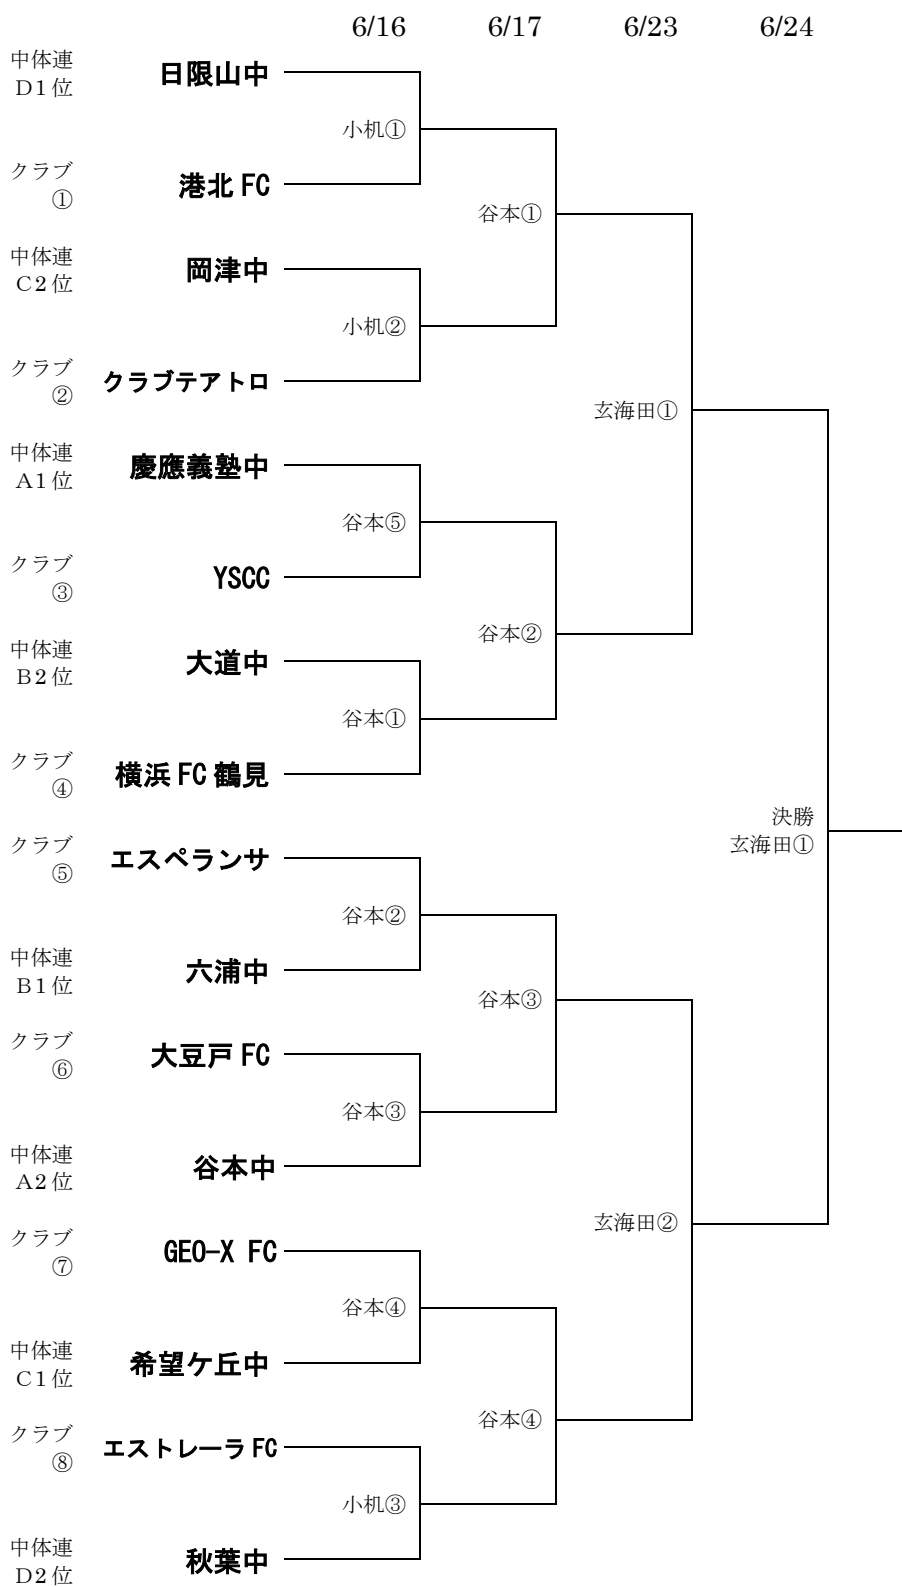 6/16 6/17 6/23 6/24
中体連
D1位
日限山中
小机①
クラブ
①
港北 FC
谷本①
中体連
C2位
岡津中
小机②
クラブ
②
クラブテアトロ
玄海田①
中体連
A1位
慶應義塾中
谷本⑤
クラブ
③
YSCC
谷本②
中体連
B2位
大道中
谷本①
クラブ
④
横浜 FC 鶴見
決勝
玄海田①
クラブ
⑤
エスペランサ
谷本②
中体連
B1位
六浦中
谷本③
クラブ
⑥
大豆戸 FC
谷本③
中体連
A2位
谷本中
玄海田②
クラブ
⑦
GEO-X FC
谷本④
中体連
C1位
希望ケ丘中
谷本④
クラブ
⑧
エストレーラ FC
小机③
中体連
D2位
秋葉中